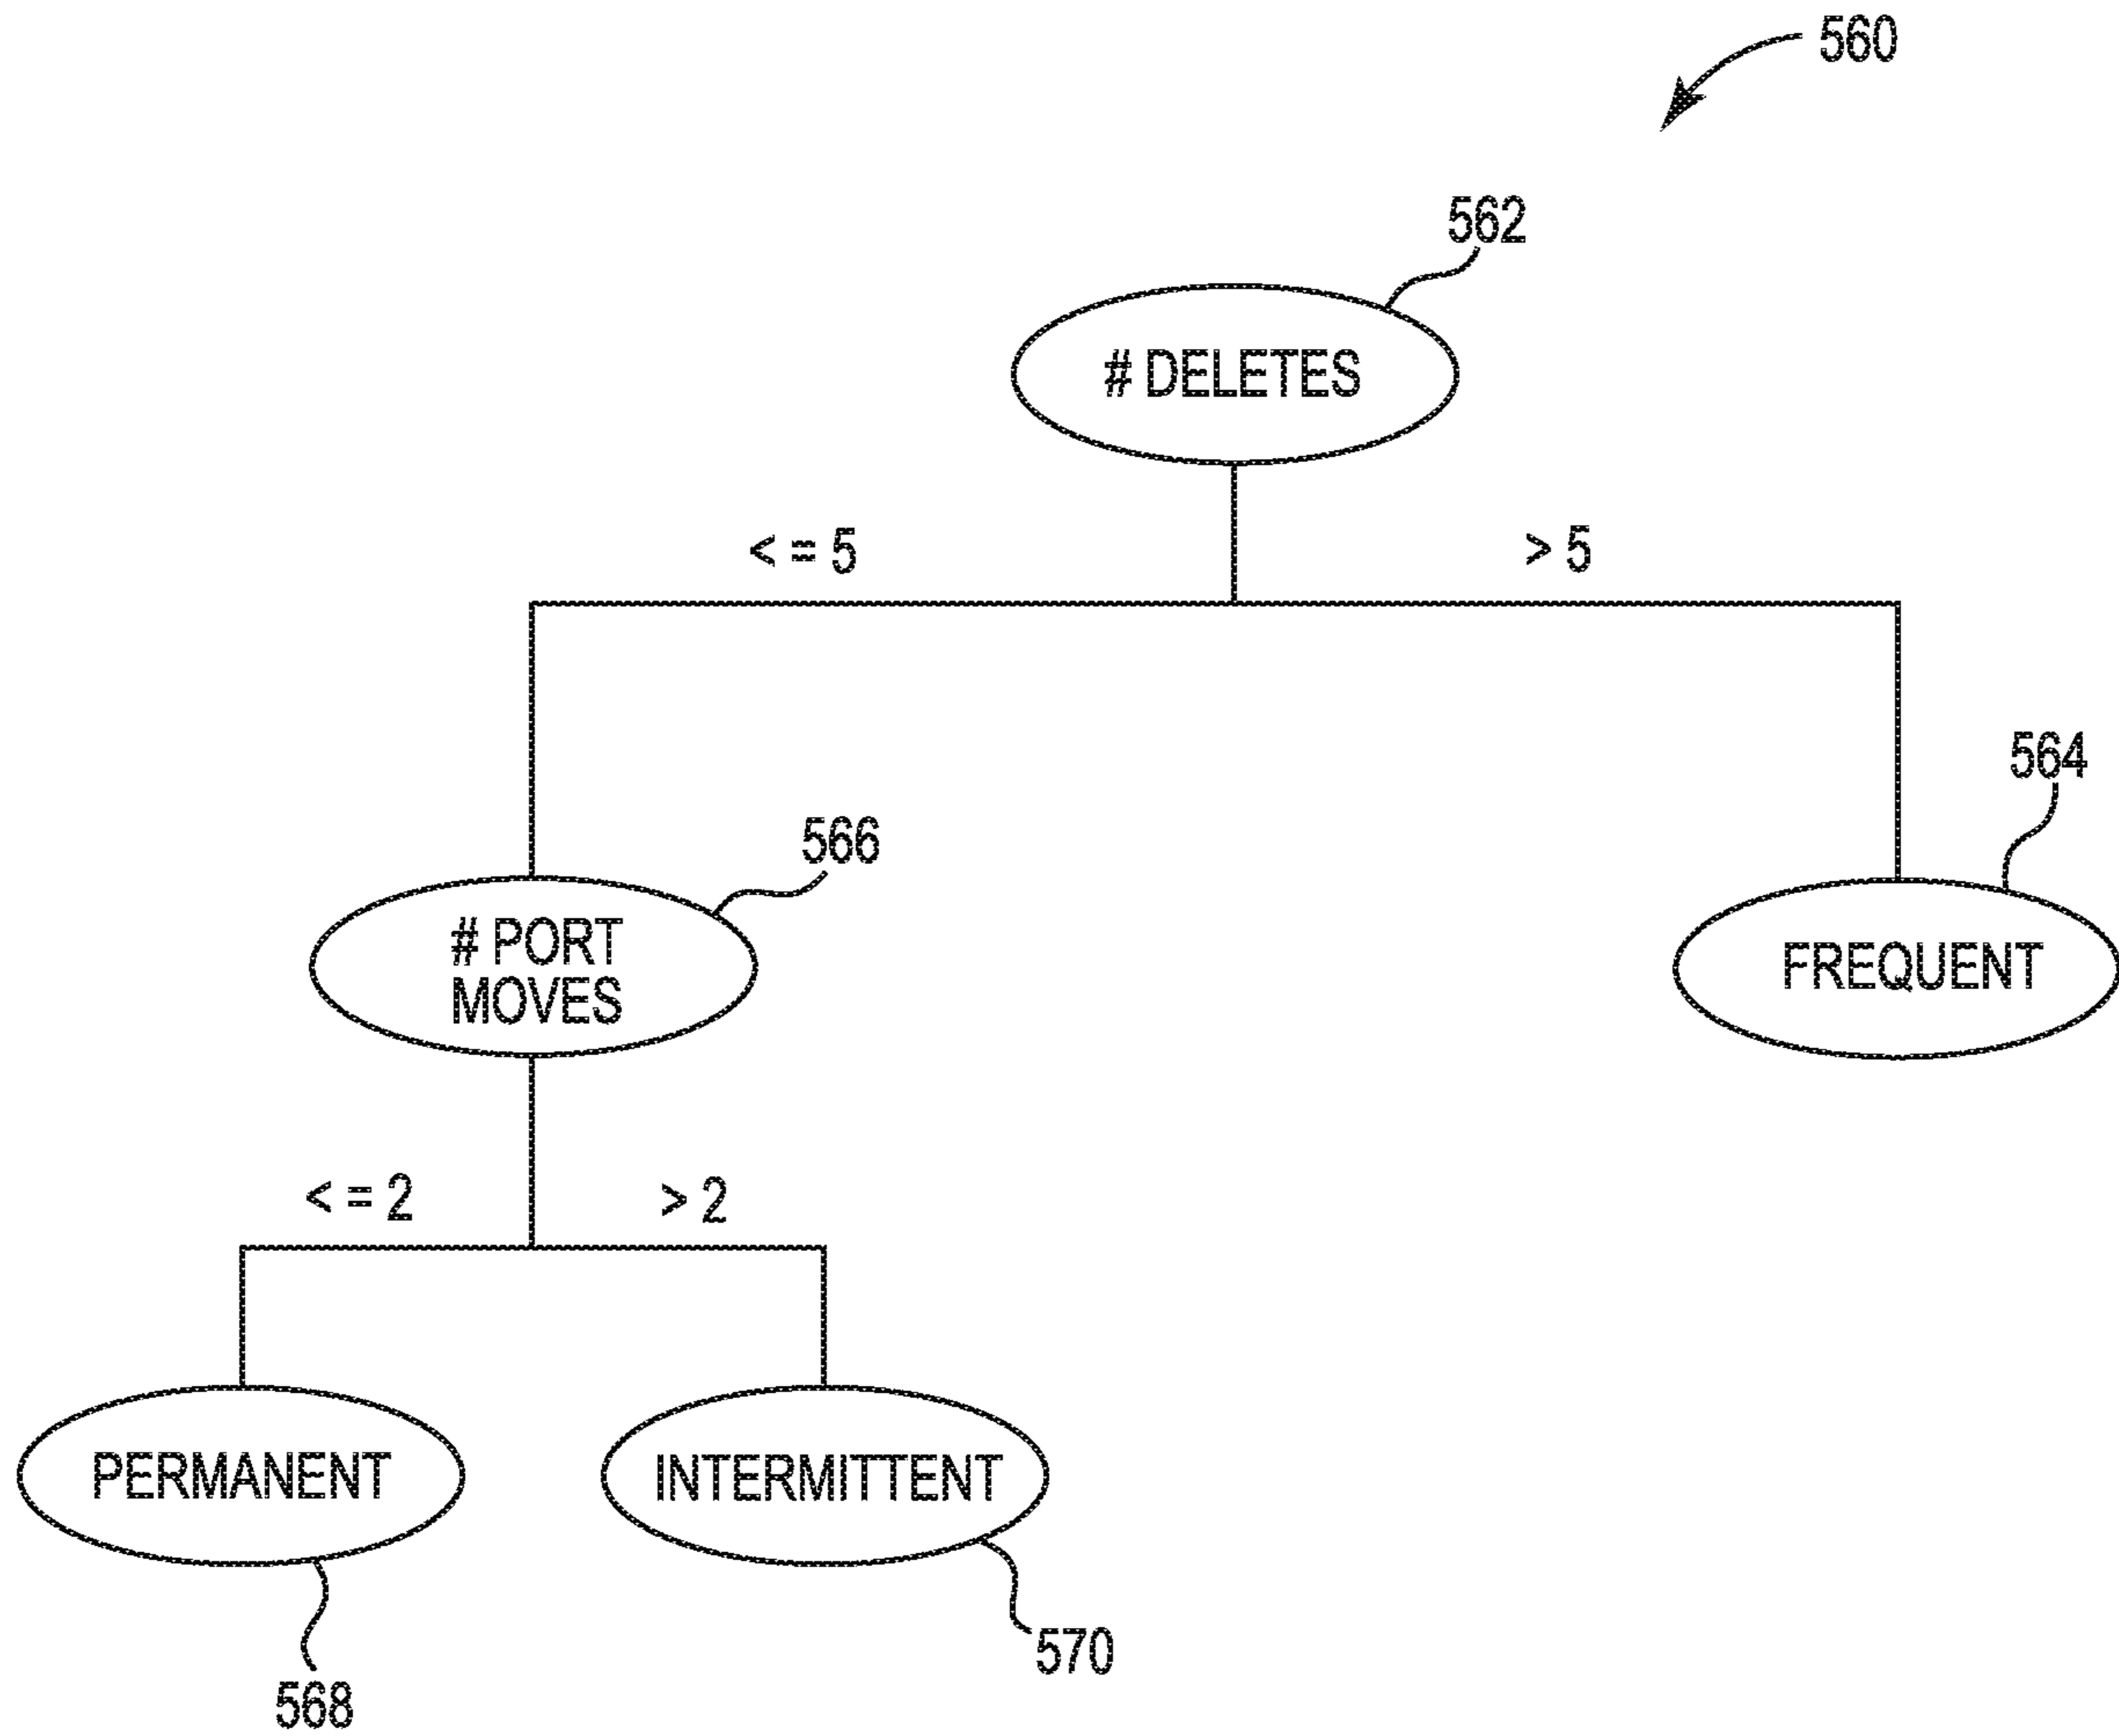 560
562
# DELETES
< = 5
> 5
564
566
# PORT
MOVES
FREQUENT
< = 2
> 2
PERMANENT
INTERMITTENT
570
568